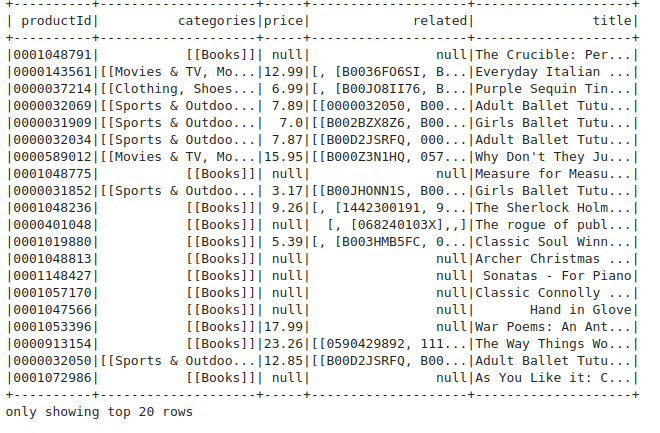 +----------+--------------------+-----+--------------------+--------------------+
| productId|          categories|price|             related|               title|
+----------+--------------------+-----+--------------------+--------------------+
|0001048791|           [[Books]]| null|                null|The Crucible: Per...|
|0000143561|[[Movies & TV, Mo...|12.99|[, [B0036FO6SI, B...|Everyday Italian ...|
|0000037214|[[Clothing, Shoes...| 6.99|[, [B00JO8II76, B...|Purple Sequin Tin...|
|0000032069|[[Sports & Outdoo...| 7.89|[[0000032050, B00...|Adult Ballet Tutu...|
|0000031909|[[Sports & Outdoo...|  7.0|[[B002BZX8Z6, B00...|Girls Ballet Tutu...|
|0000032034|[[Sports & Outdoo...| 7.87|[[B00D2JSRFQ, 000...|Adult Ballet Tutu...|
|0000589012|[[Movies & TV, Mo...|15.95|[[B000Z3N1HQ, 057...|Why Don't They Ju...|
|0001048775|           [[Books]]| null|                null|Measure for Measu...|
|0000031852|[[Sports & Outdoo...| 3.17|[[B00JHONN1S, B00...|Girls Ballet Tutu...|
|0001048236|           [[Books]]| 9.26|[, [1442300191, 9...|The Sherlock Holm...|
|0000401048|           [[Books]]| null|  [, [068240103X],,]|The rogue of publ...|
|0001019880|           [[Books]]| 5.39|[, [B003HMB5FC, 0...|Classic Soul Winn...|
|0001048813|           [[Books]]| null|                null|Archer Christmas ...|
|0001148427|           [[Books]]| null|                null| Sonatas - For Piano|
|0001057170|           [[Books]]| null|                null|Classic Connolly ...|
|0001047566|           [[Books]]| null|                null|       Hand in Glove|
|0001053396|           [[Books]]|17.99|                null|War Poems: An Ant...|
|0000913154|           [[Books]]|23.26|[[0590429892, 111...|The Way Things Wo...|
|0000032050|[[Sports & Outdoo...|12.85|[[B00D2JSRFQ, B00...|Adult Ballet Tutu...|
|0001072986|           [[Books]]| null|                null|As You Like it: C...|
+----------+--------------------+-----+--------------------+--------------------+
only showing top 20 rows